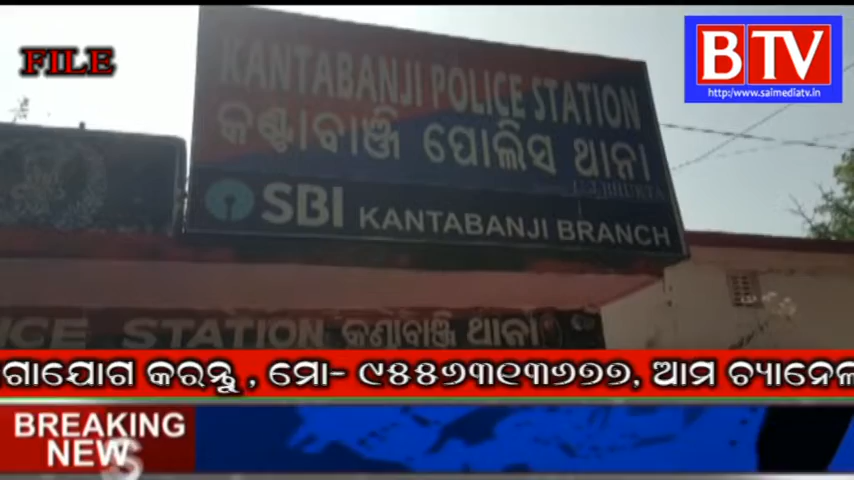 FILE
BTV
http:/www.saimediatv.in
KANTABANJI POLICE STATION
କଣ୍ଟାବାଞ୍ଜି ପୋଲିସ ଥାନା
SBI KANTABANJI BRANCH
ICE STATION କଣ୍ଟାବାଞ୍ଜି ଥାନା
ଗାଯୋଗ କରନ୍ତୁ , ମୋ- ୯୫୫୬୩୧୩୬୭୭, ଆମ ଚ୍ୟାନେଲ
BREAKING
NEWS